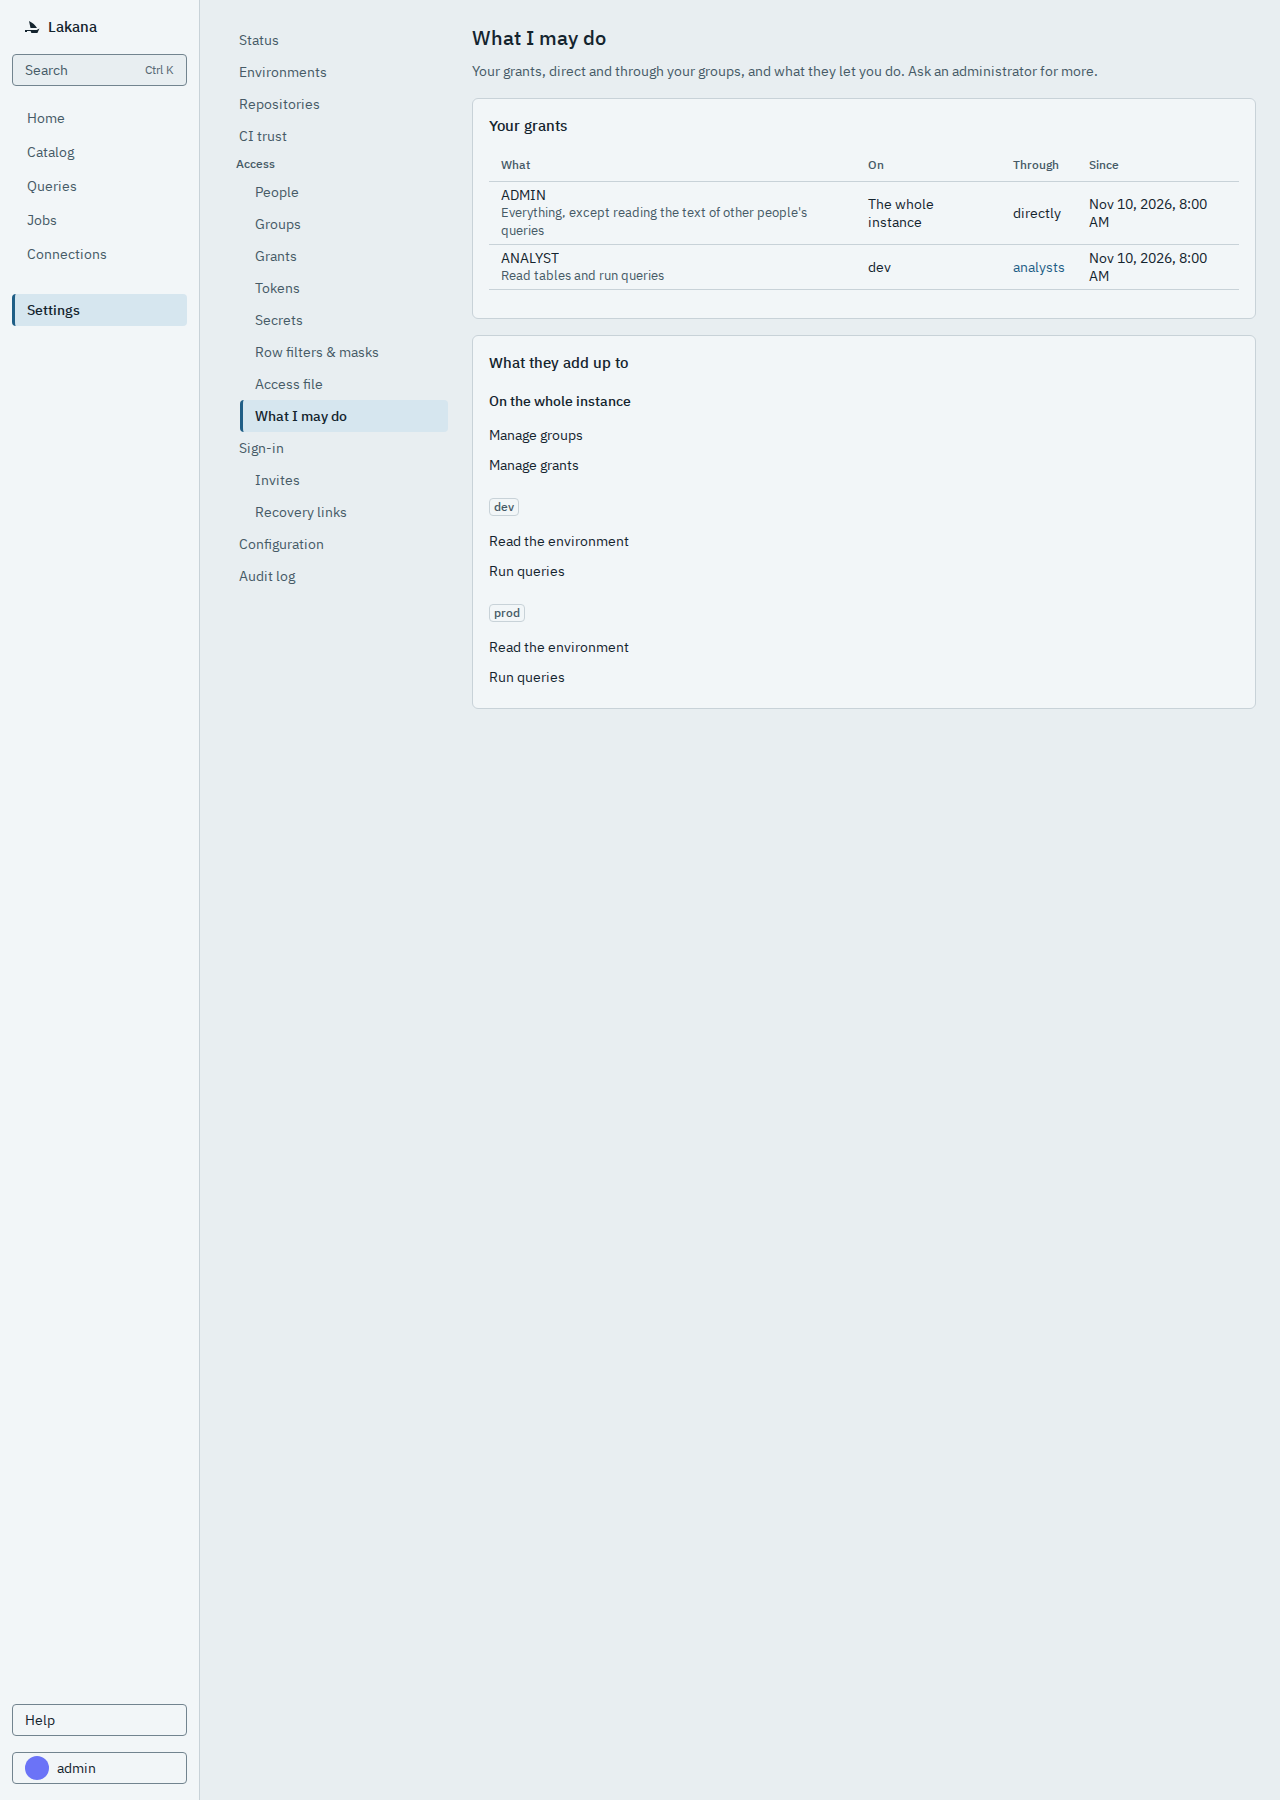 Lakana
Search Ctrl K
Home
Catalog
Queries
Jobs
Connections
Settings
Help
admin
Status
Environments
Repositories
CI trust
Access
People
Groups
Grants
Tokens
Secrets
Row filters & masks
Access file
What I may do
Sign-in
Invites
Recovery links
Configuration
Audit log
What I may do
Your grants, direct and through your groups, and what they let you do. Ask an administrator for more.
Your grants
What On Through Since
ADMIN
Everything, except reading the text of other people's
queries
The whole
instance
directly
Nov 10, 2026, 8:00
AM
ANALYST
Read tables and run queries
dev
analysts
Nov 10, 2026, 8:00
AM
What they add up to
On the whole instance
Manage groups
Manage grants
dev
Read the environment
Run queries
prod
Read the environment
Run queries